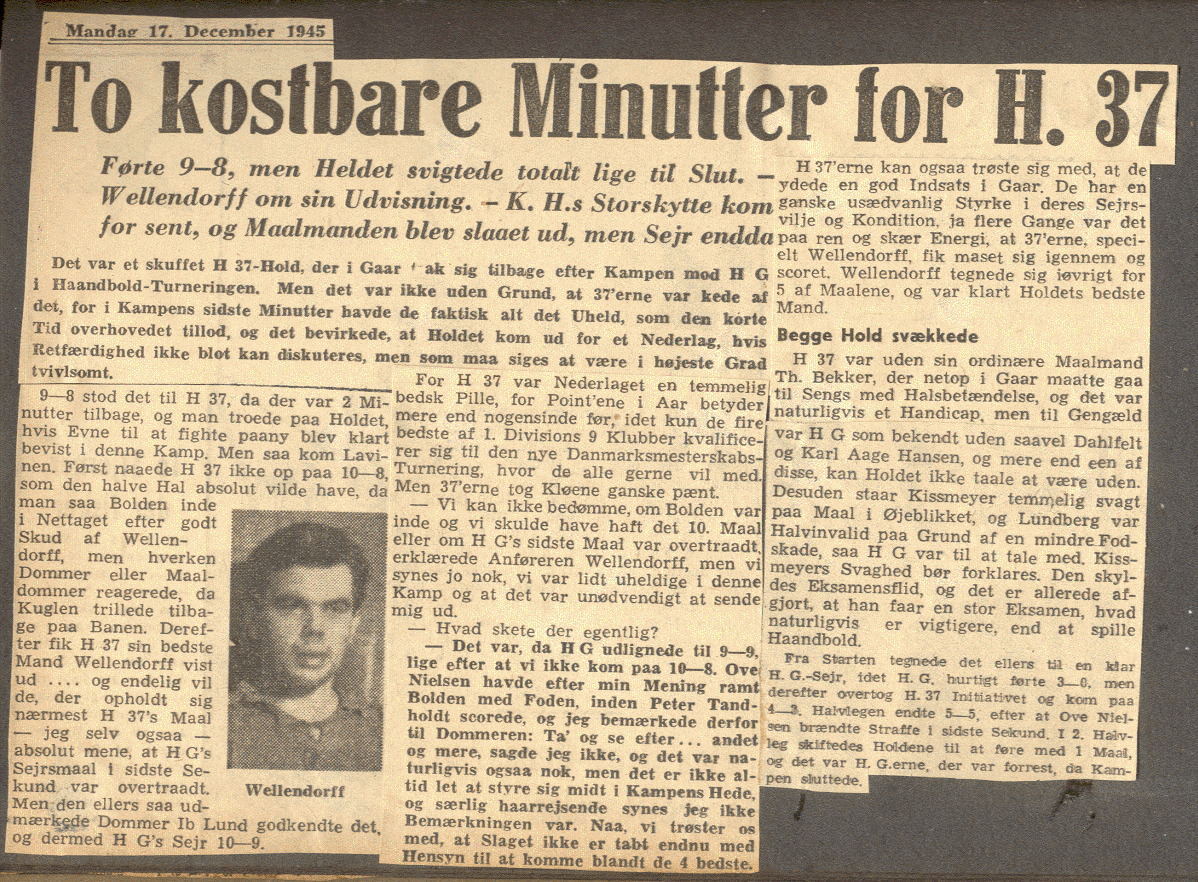 Mandag 17. December 1945
To kostbare Minutter for H. 37
Førte 9—8, men Heldet svigtede totalt lige til Slut. —
Wellendorff om sin Udvisning. — K. H.s Storskytte kom
for sent, og Maalmanden blev slaaet ud, men Sejr endda
Det var et skuffet H 37-Hold, der i Gaar ak sig tilbage efter Kampen mod H G
i Haandbold-Turneringen. Men det var ikke uden Grund, at 37'erne var kede af
det, for i Kampens sidste Minutter havde de faktisk alt det Uheld, som den korte
Tid overhovedet tillod, og det bevirkede, at Holdet kom ud for et Nederlag, hvis
Retfærdighed ikke blot kan diskuteres, men som maa siges at være i højeste Grad
tvivlsomt.
9—8 stod det til H 37, da der var 2 Mi-
nutter tilbage, og man troede paa Holdet,
hvis Evne til at fighte paany blev klart
bevist i denne Kamp. Men saa kom Lavi-
nen. Først naaede H 37 ikke op paa 10—8,
som den halve Hal absolut vilde have, da
man saa Bolden inde
i Nettaget efter godt
Skud af Wellen-
dorff, men hverken
Dommer eller Maal-
dommer reagerede, da
Kuglen trillede tilba-
ge paa Banen. Deref-
ter fik H 37 sin bedste
Mand Wellendorff vist
ud .... og endelig vil
de, der opholdt sig
nærmest H 37's Maal
— jeg selv ogsaa —
absolut mene, at H G's
Sejrsmaal i sidste Se-
kund var overtraadt.
Men den ellers saa ud-
mærkede Dommer Ib Lund godkendte det,
og dermed H G's Sejr 10—9.
Wellendorff
For H 37 var Nederlaget en temmelig
bedsk Pille, for Point'ene i Aar betyder
mere end nogensinde før, idet kun de fire
bedste af 1. Divisions 9 Klubber kvalifice-
rer sig til den nye Danmarksmesterskabs-
Turnering, hvor de alle gerne vil med.
Men 37'erne tog Kløene ganske pænt.
— Vi kan ikke bedømme, om Bolden var
inde og vi skulde have haft det 10. Maal
eller om H G's sidste Maal var overtraadt,
erklærede Anføreren Wellendorff, men vi
synes jo nok, vi var lidt uheldige i denne
Kamp og at det var unødvendigt at sende
mig ud.
— Hvad skete der egentlig?
— Det var, da H G udlignede til 9—9,
lige efter at vi ikke kom paa 10—8. Ove
Nielsen havde efter min Mening ramt
Bolden med Foden, inden Peter Tand-
holdt scorede, og jeg bemærkede derfor
til Dommeren: Ta' og se efter... andet
og mere, sagde jeg ikke, og det var na-
turligvis ogsaa nok, men det er ikke al-
tid let at styre sig midt i Kampens Hede,
og særlig haarrejsende synes jeg ikke
Bemærkningen var. Naa, vi trøster os
med, at Slaget ikke er tabt endnu med
Hensyn til at komme blandt de 4 bedste.
H 37'erne kan ogsaa trøste sig med, at de
ydede en god Indsats i Gaar. De har en
ganske usædvanlig Styrke i deres Sejrs-
vilje og Kondition, ja flere Gange var det
paa ren og skær Energi, at 37'erne, speci-
elt Wellendorff, fik maset sig igennem og
scoret. Wellendorff tegnede sig iøvrigt for
5 af Maalene, og var klart Holdets bedste
Mand.
Begge Hold svækkede
H 37 var uden sin ordinære Maalmand
Th. Bekker, der netop i Gaar maatte gaa
til Sengs med Halsbetændelse, og det var
naturligvis et Handicap, men til Gengæld
var H G som bekendt uden saavel Dahlfelt
og Karl Aage Hansen, og mere end een af
disse, kan Holdet ikke taale at være uden.
Desuden staar Kissmeyer temmelig svagt
paa Maal i Øjeblikket, og Lundberg var
Halvinvalid paa Grund af en mindre Fod-
skade, saa H G var til at tale med. Kiss-
meyers Svaghed bør forklares. Den skyl-
des Eksamensflid, og det er allerede af-
gjort, at han faar en stor Eksamen, hvad
naturligvis er vigtigere, end at spille
Haandbold.
Fra Starten tegnede det ellers til en klar
H. G.-Sejr, idet H. G. hurtigt førte 3—0, men
derefter overtog H. 37 Initiativet og kom paa
4—3. Halvlegen endte 5—5, efter at Ove Niel-
sen brændte Straffe i sidste Sekund. I 2. Halv-
leg skiftedes Holdene til at føre med 1 Maal,
og det var H. G.erne, der var forrest, da Kam-
pen sluttede.